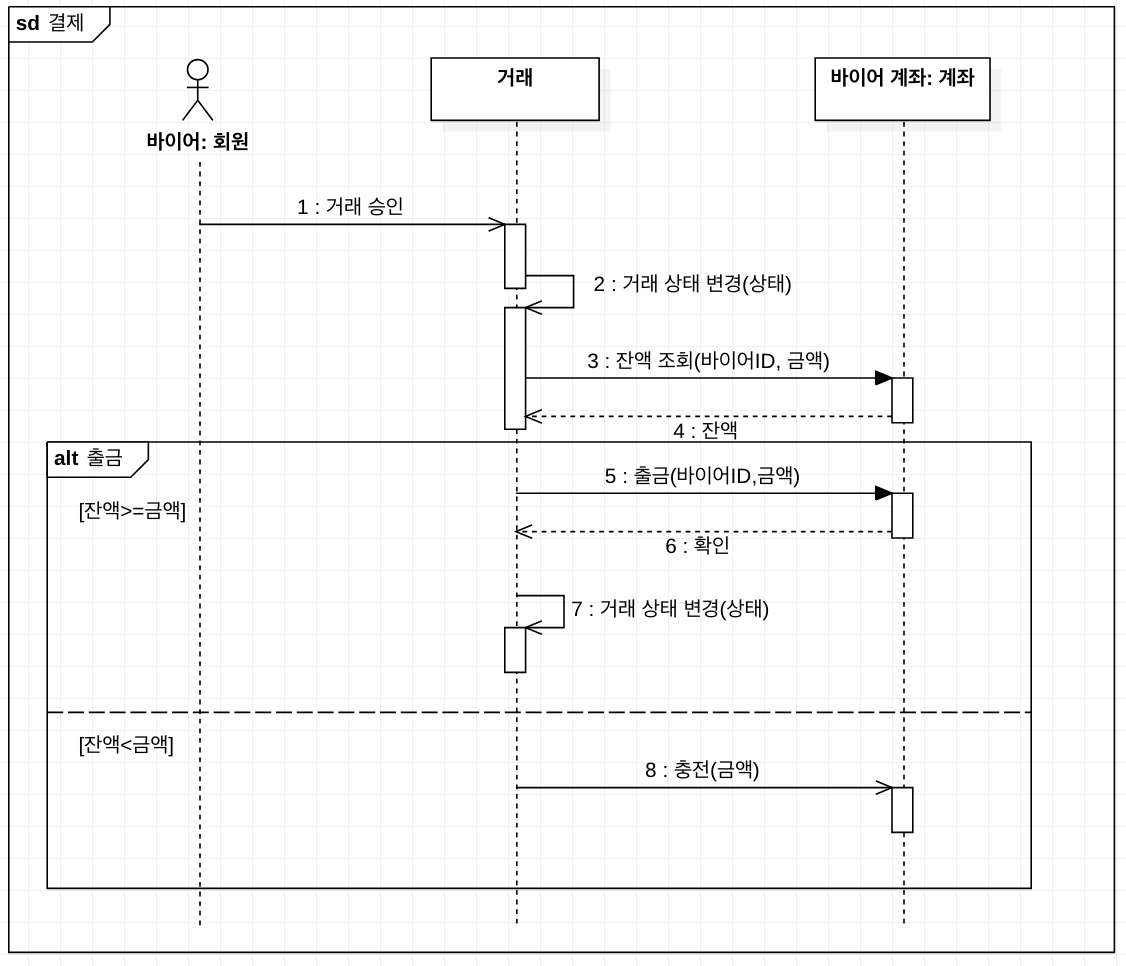 sd 결제
거래
바이어 계좌: 계좌
바이어: 회원
1 : 거래 승인
2 : 거래 상태 변경(상태)
3 : 잔액 조회(바이어ID, 금액)
4 : 잔액
alt 출금
5 : 출금(바이어ID,금액)
[잔액>=금액]
6 : 확인
7 : 거래 상태 변경(상태)
[잔액<금액]
8 : 충전(금액)